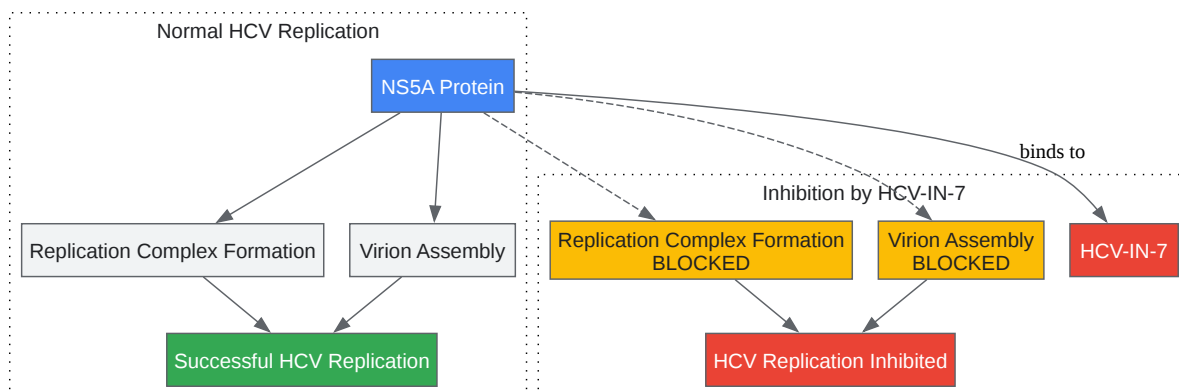 Normal HCV Replication
NS5A Protein
binds to
Inhibition by HCV-IN-7
Replication Complex Formation
Virion Assembly
Replication Complex Formation
BLOCKED
Virion Assembly
BLOCKED
HCV-IN-7
Successful HCV Replication
HCV Replication Inhibited